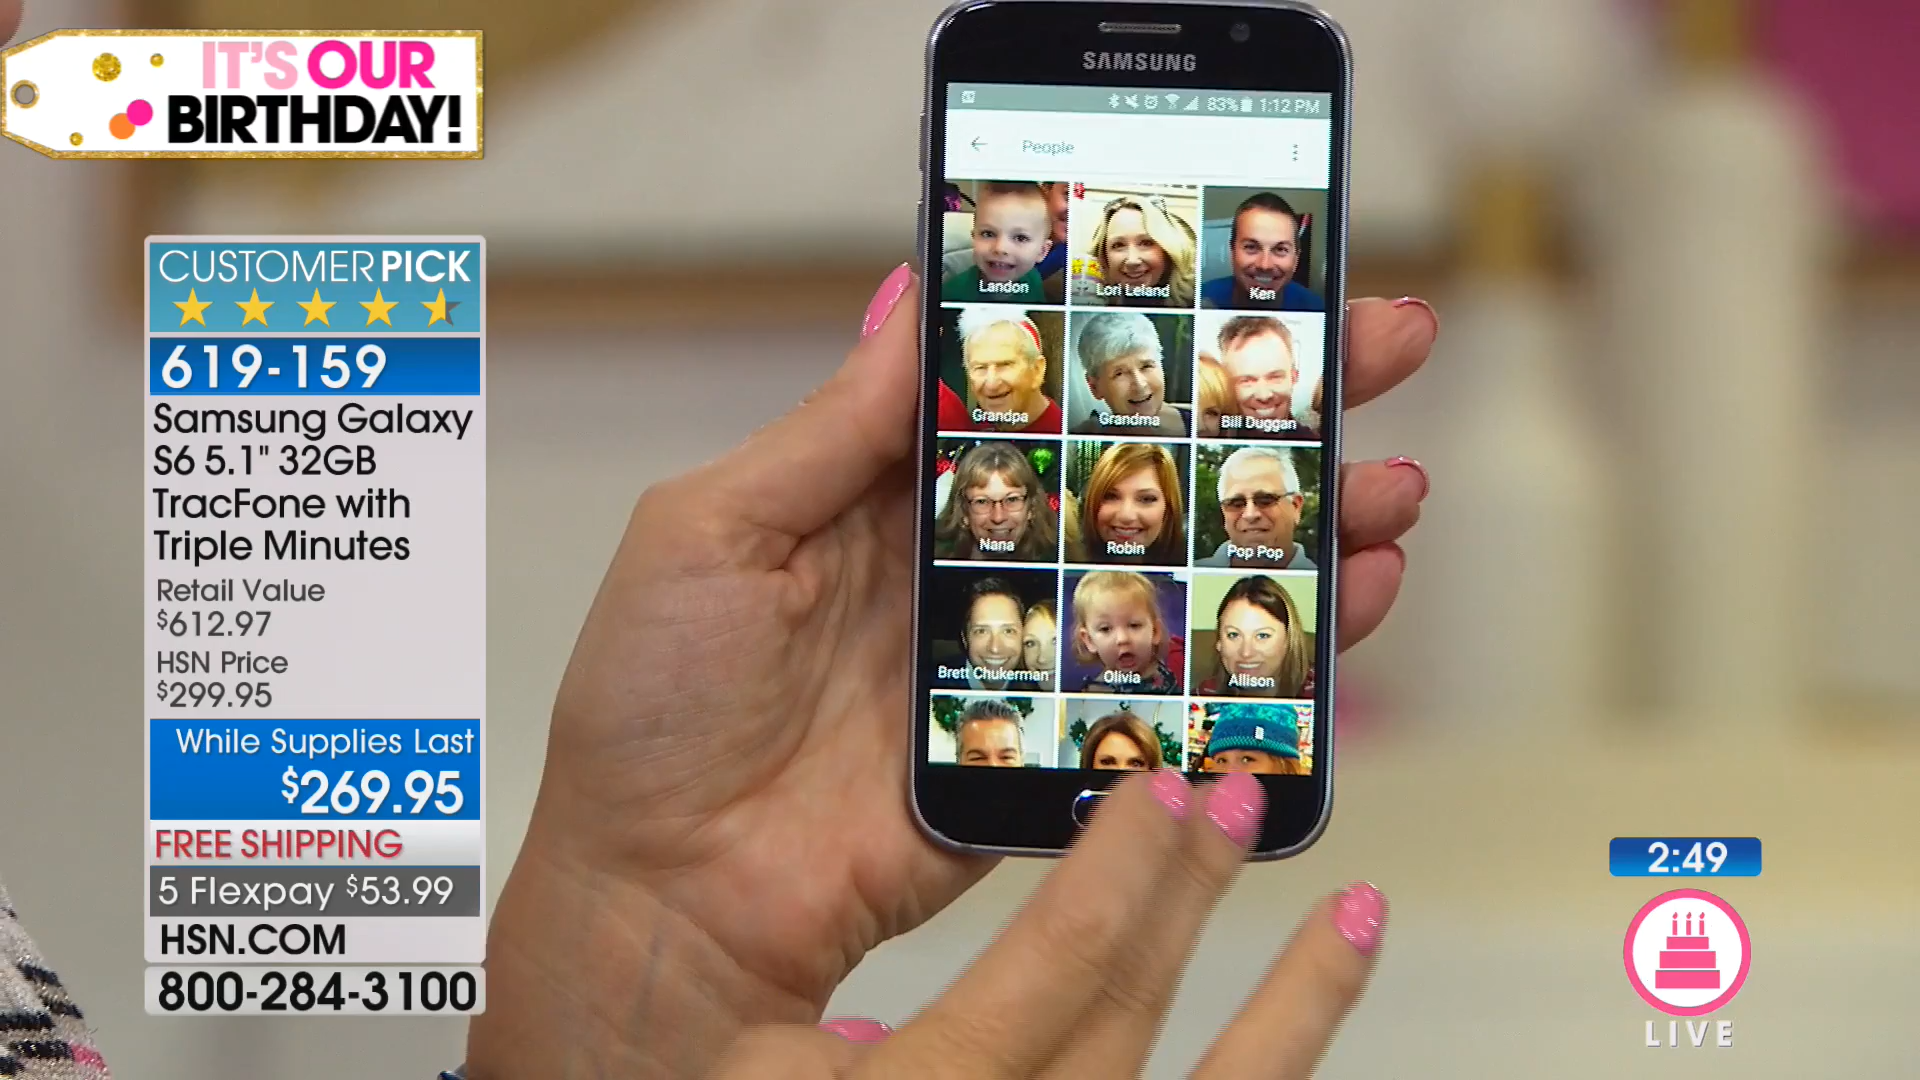 IT'S OUR
BIRTHDAY!
CUSTOMER PICK
619-159
Samsung Galaxy
S6 5.1" 32GB
TracFone with
Triple Minutes
Retail Value
$612.97
HSN Price
$299.95
While Supplies Last
$269.95
FREE SHIPPING
5 Flexpay $53.99
HSN.COM
800-284-3100
SAMSUNG
83% 1:12 PM
People
Landon
Lori Leland
Ken
Grandpa
Grandma
Bill Duggan
Nana
Robin
Pop Pop
Brett Chukerman
Olivia
Allison
2:49
LIVE